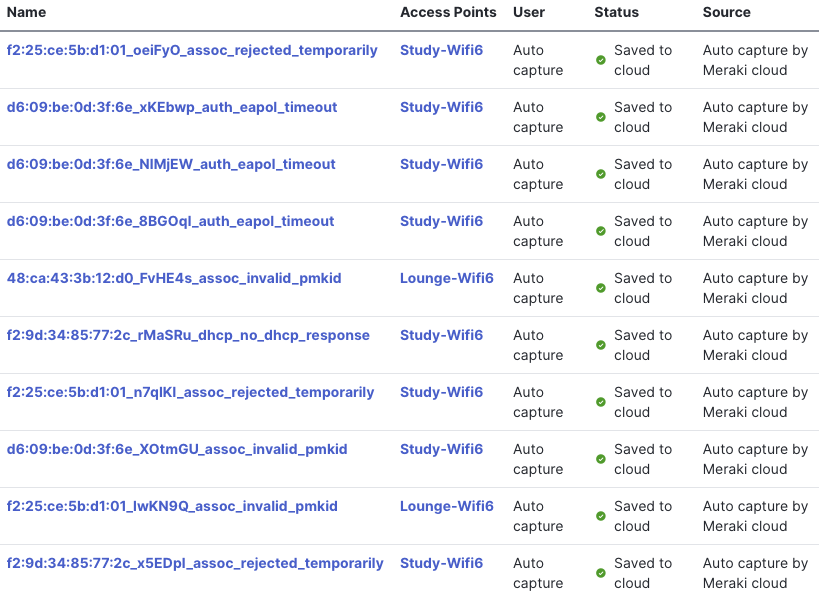 Name Access Points User Status Source
f2:25:ce:5b:d1:01_oeiFyO_assoc_rejected_temporarily Study-Wifi6 Auto capture Saved to cloud Auto capture by Meraki cloud
d6:09:be:0d:3f:6e_xKEbwp_auth_eapol_timeout Study-Wifi6 Auto capture Saved to cloud Auto capture by Meraki cloud
d6:09:be:0d:3f:6e_NIMjEW_auth_eapol_timeout Study-Wifi6 Auto capture Saved to cloud Auto capture by Meraki cloud
d6:09:be:0d:3f:6e_8BGOql_auth_eapol_timeout Study-Wifi6 Auto capture Saved to cloud Auto capture by Meraki cloud
48:ca:43:3b:12:d0_FvHE4s_assoc_invalid_pmkid Lounge-Wifi6 Auto capture Saved to cloud Auto capture by Meraki cloud
f2:9d:34:85:77:2c_rMaSRu_dhcp_no_dhcp_response Study-Wifi6 Auto capture Saved to cloud Auto capture by Meraki cloud
f2:25:ce:5b:d1:01_n7qIKI_assoc_rejected_temporarily Study-Wifi6 Auto capture Saved to cloud Auto capture by Meraki cloud
d6:09:be:0d:3f:6e_XOtmGU_assoc_invalid_pmkid Study-Wifi6 Auto capture Saved to cloud Auto capture by Meraki cloud
f2:25:ce:5b:d1:01_IwKN9Q_assoc_invalid_pmkid Lounge-Wifi6 Auto capture Saved to cloud Auto capture by Meraki cloud
f2:9d:34:85:77:2c_x5EDpI_assoc_rejected_temporarily Study-Wifi6 Auto capture Saved to cloud Auto capture by Meraki cloud